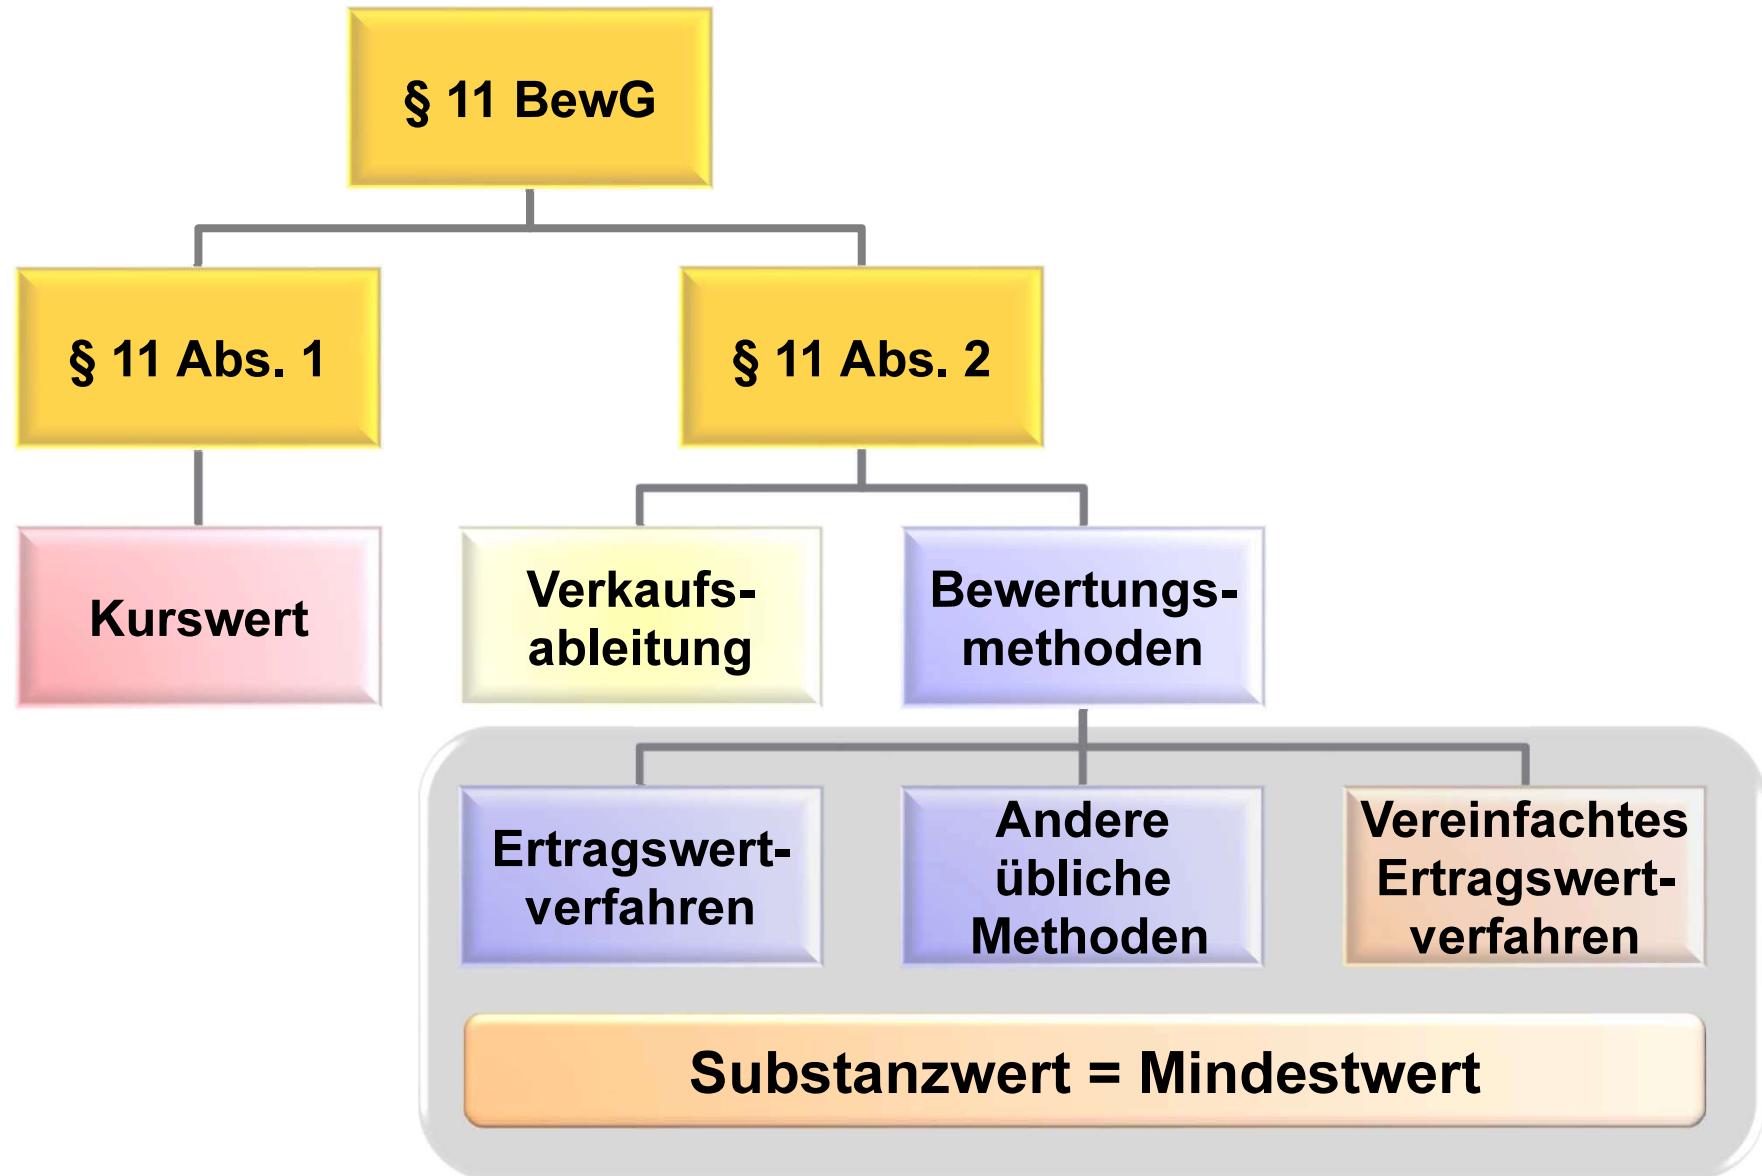 § 11 BewG
§ 11 Abs. 1
§ 11 Abs. 2
Kurswert
Verkaufs-
ableitung
Bewertungs-
methoden
Ertragswert-
verfahren
Andere
übliche
Methoden
Vereinfachtes
Ertragswert-
verfahren
Substanzwert = Mindestwert